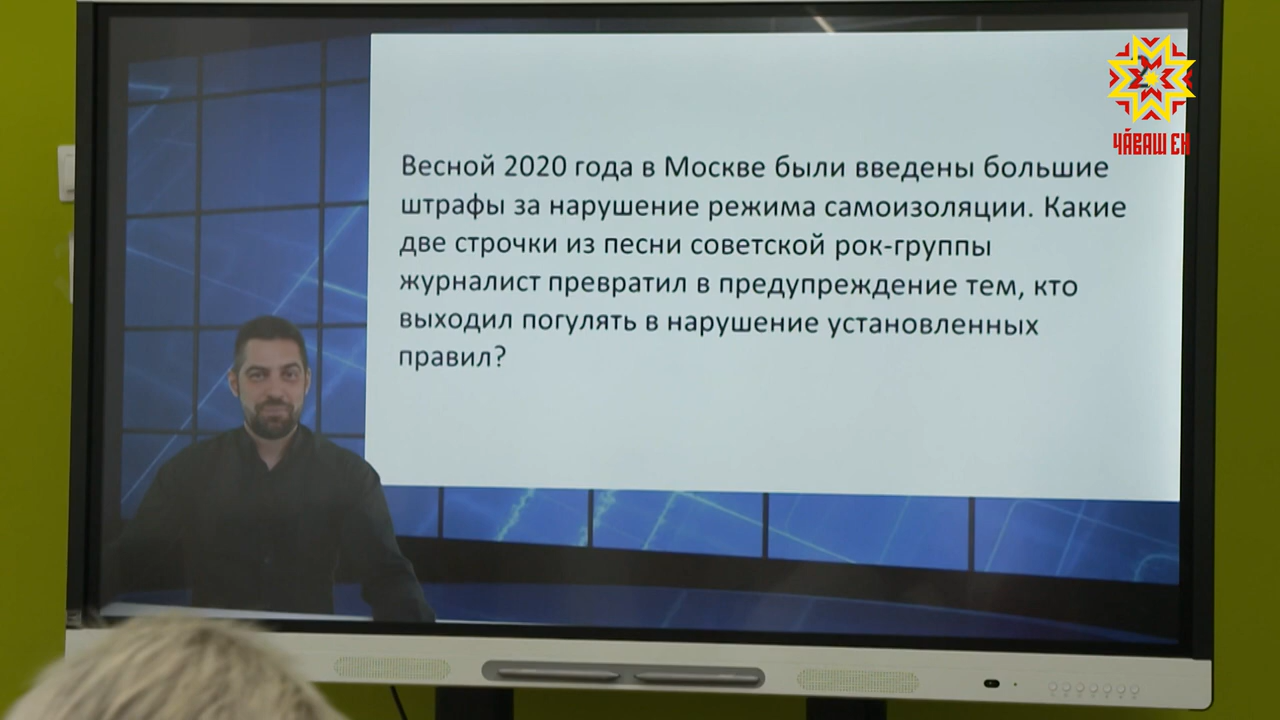 Весной 2020 года в Москве были введены большие
штрафы за нарушение режима самоизоляции. Какие
две строчки из песни советской рок-группы
журналист превратил в предупреждение тем, кто
выходил погулять в нарушение установленных
правил?
ЧӐВАШ ЕН